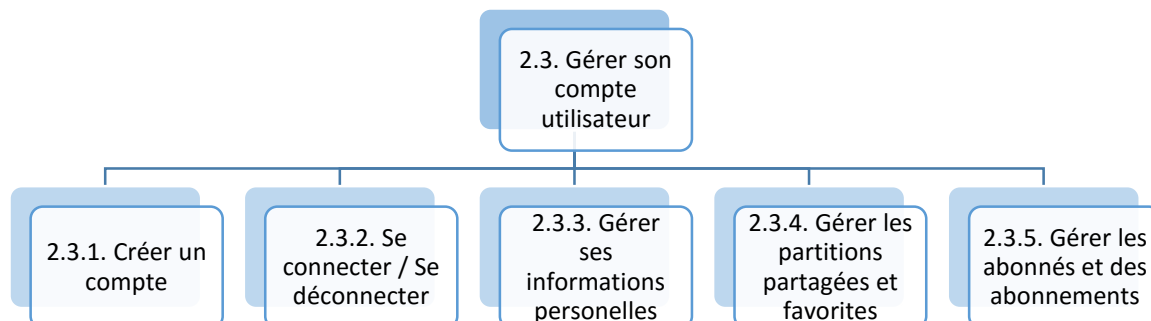 2.3. Gérer son
compte
utilisateur
2.3.1. Créer un
compte
2.3.2. Se
connecter / Se
déconnecter
2.3.3. Gérer
ses
informations
personelles
2.3.4. Gérer les
partitions
partagées et
favorites
2.3.5. Gérer les
abonnés et des
abonnements